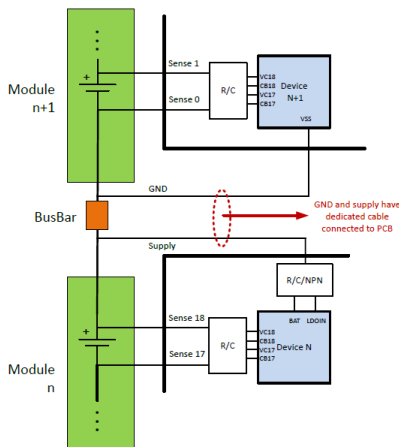 Module
n+1
+
Sense 1
Sense 0
R/C
VC18
CB18
VC17
CB17
Device
N+1
VSS
GND
BusBar
GND and supply have
dedicated cable
connected to PCB
Supply
R/C/NPN
BAT
LDOIN
Module
n
+
Sense 18
Sense 17
R/C
VC18
CB18
VC17
CB17
Device N